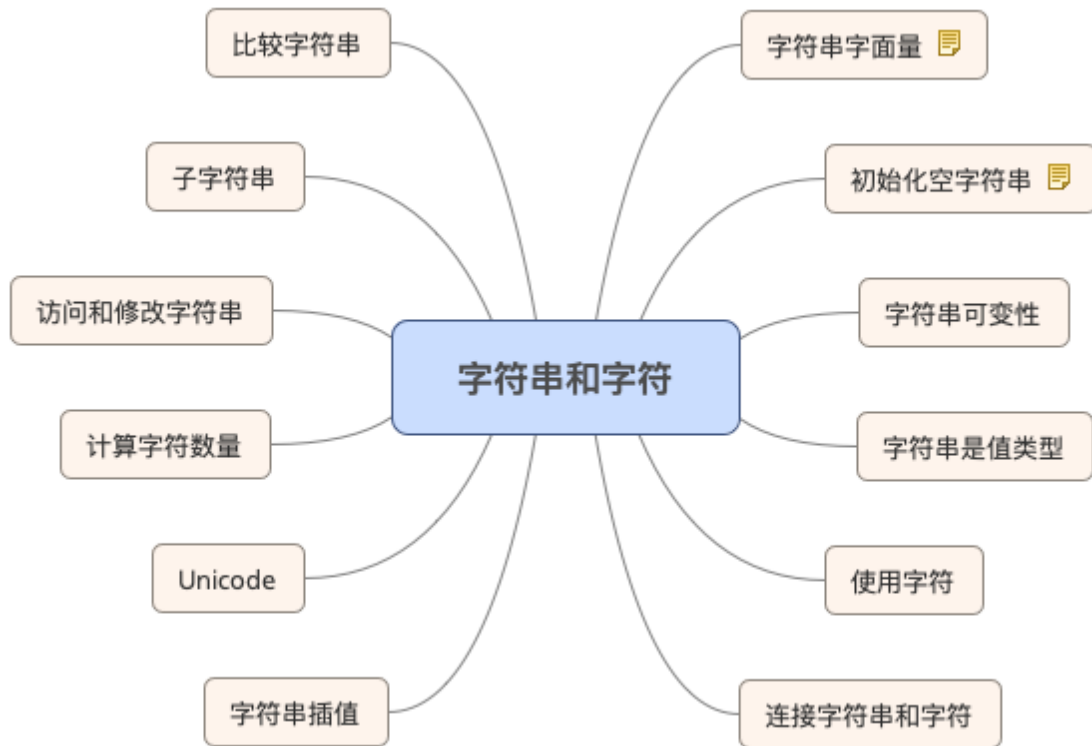 比较字符串
字符串字面量
子字符串
初始化空字符串
访问和修改字符串
字符串可变性
字符串和字符
计算字符数量
字符串是值类型
Unicode
使用字符
字符串插值
连接字符串和字符